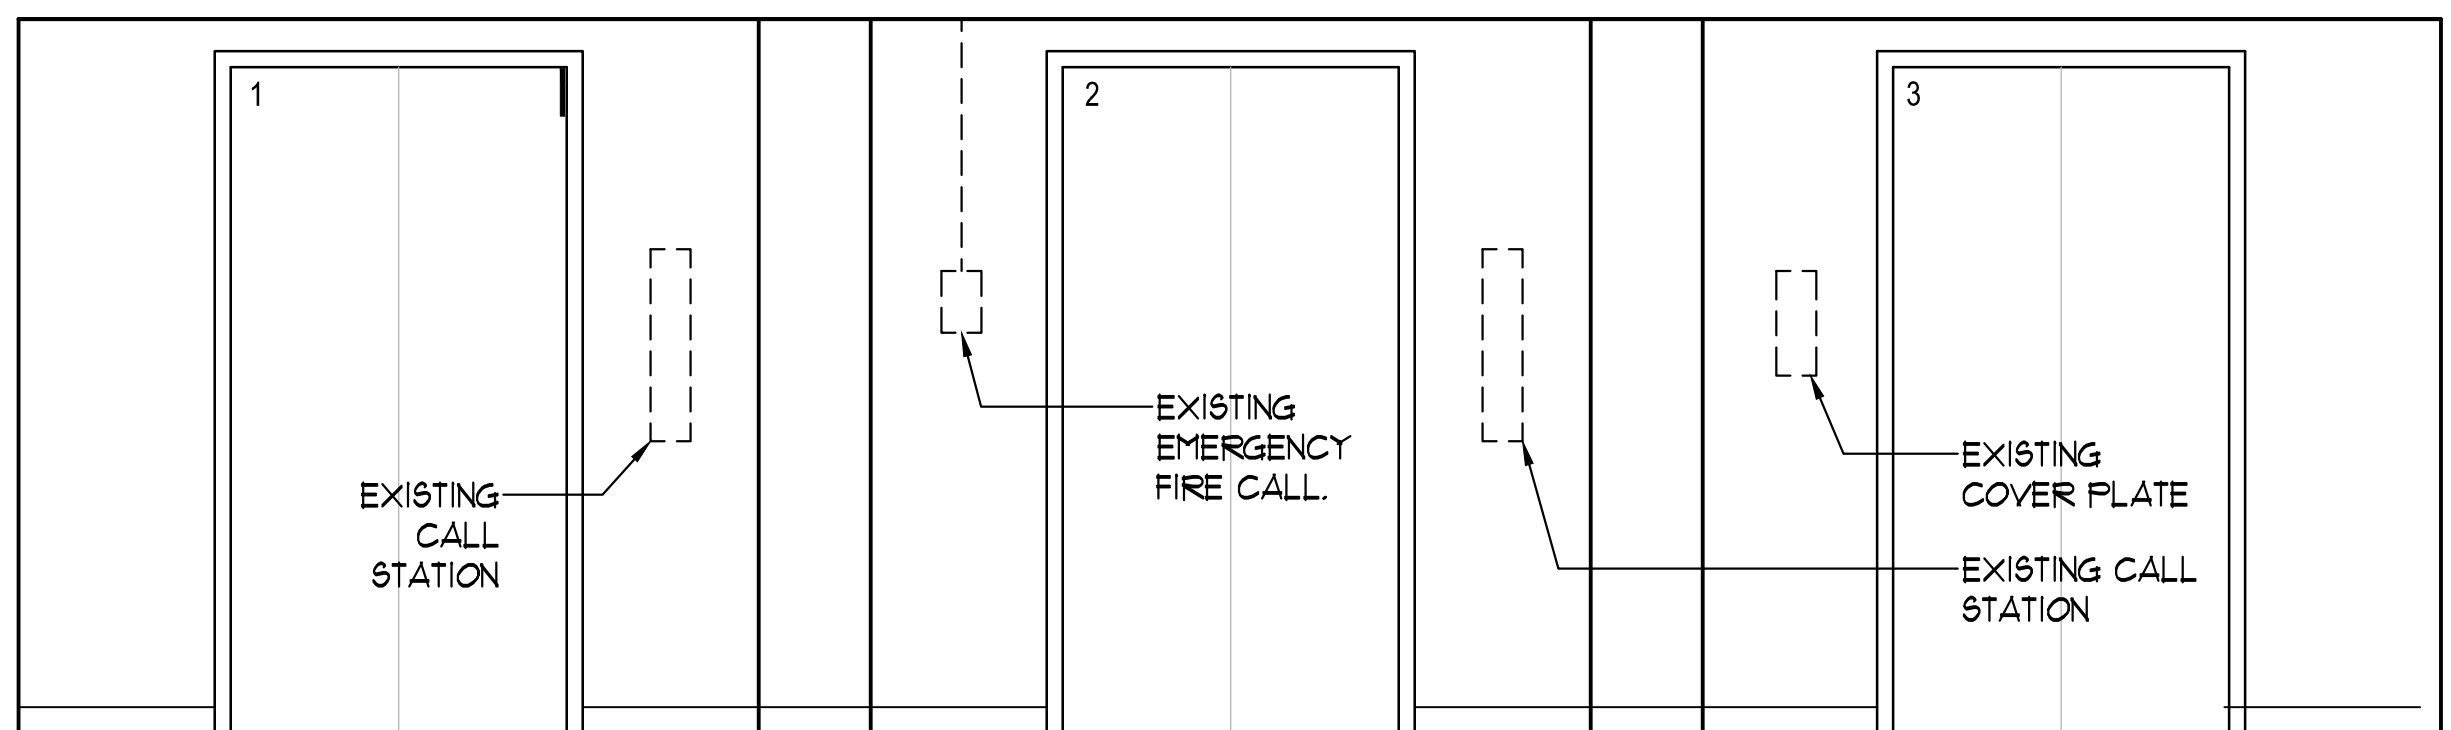 1
2
3
EXISTING
CALL
STATION
EXISTING
EMERGENCY
FIRE CALL.
EXISTING
COVER PLATE
EXISTING CALL
STATION